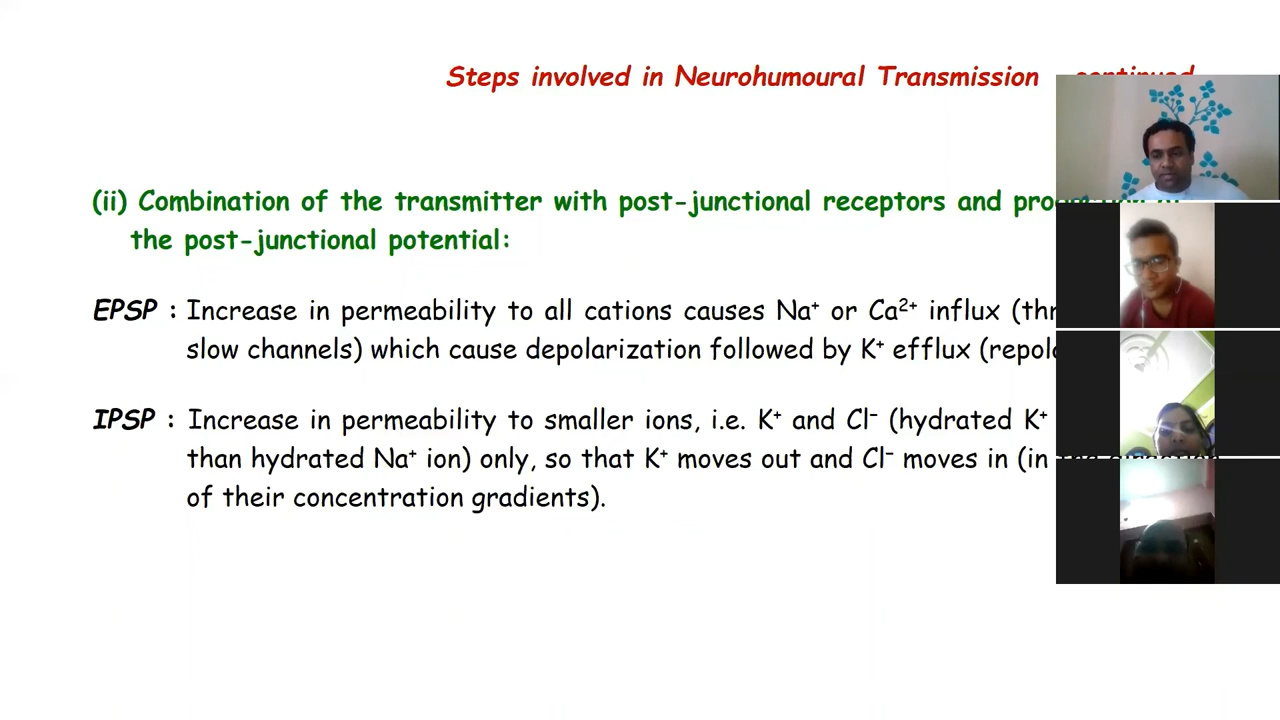 Steps involved in Neurohumoural Transmission continued
(ii) Combination of the transmitter with post-junctional receptors and
the post-junctional potential:
EPSP : Increase in permeability to all cations causes Na⁺ or Ca²⁺ influx
slow channels) which cause depolarization followed by K⁺ efflux
IPSP : Increase in permeability to smaller ions, i.e. K⁺ and Cl⁻ (hydrated K⁺
than hydrated Na⁺ ion) only, so that K⁺ moves out and Cl⁻ moves in (in
of their concentration gradients).